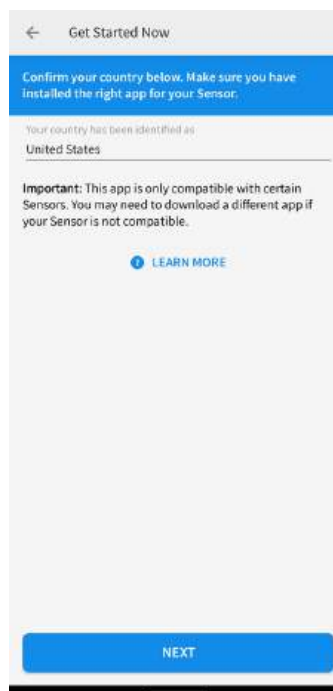 Get Started Now
Confirm your country below. Make sure you have
installed the right app for your Sensor.
Your country has been identified as
United States
Important: This app is only compatible with certain
Sensors. You may need to download a different app if
your Sensor is not compatible.
LEARN MORE
NEXT